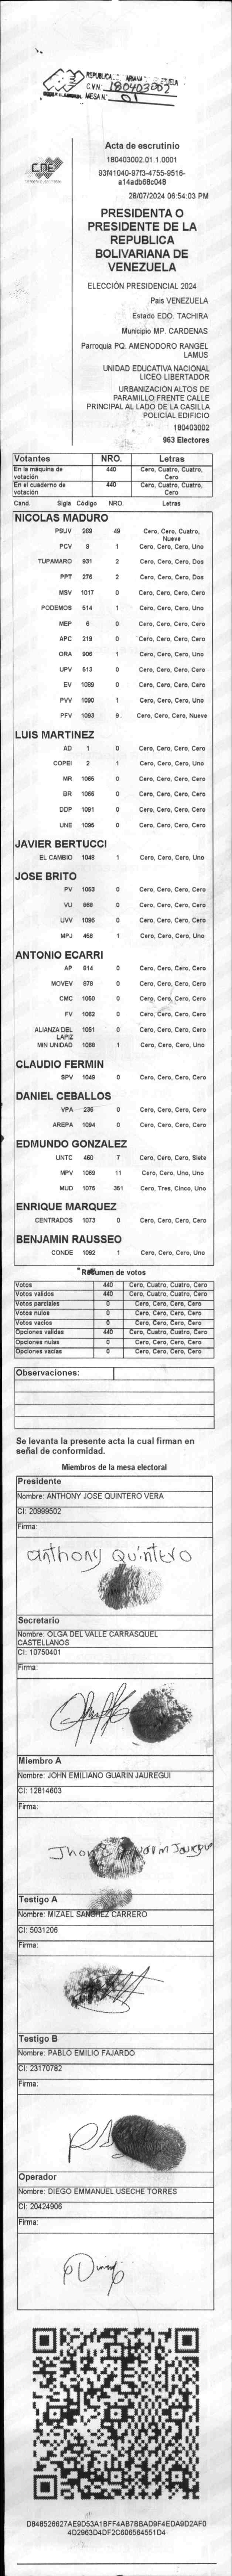 REPUBLICA
C.V.N° 180403002
MESA N° 01
CNE
Acta de escrutinio
180403002.01.1.0001
93f41040-97f3-4755-9516-
a14adb68c048
28/07/2024 06:54:03 PM
PRESIDENTA O
PRESIDENTE DE LA
REPUBLICA
BOLIVARIANA DE
VENEZUELA
ELECCIÓN PRESIDENCIAL 2024
Pais VENEZUELA
Estado EDO. TACHIRA
Municipio MP. CARDENAS
Parroquia PQ. AMENODORO RANGEL
LAMUS
UNIDAD EDUCATIVA NACIONAL
LICEO LIBERTADOR
URBANIZACION ALTOS DE
PARAMILLO FRENTE CALLE
PRINCIPAL AL LADO DE LA CASILLA
POLICIAL EDIFICIO
180403002
963 Electores
Votantes NRO. Letras
En la máquina de votación 440 Cero, Cuatro, Cuatro, Cero
En el cuaderno de votación 440 Cero, Cuatro, Cuatro, Cero
Cand. Sigla Código NRO. Letras
NICOLAS MADURO
PSUV 269 49 Cero, Cero, Cuatro, Nueve
PCV 9 1 Cero, Cero, Cero, Uno
TUPAMARO 931 2 Cero, Cero, Cero, Dos
PPT 276 2 Cero, Cero, Cero, Dos
MSV 1017 0 Cero, Cero, Cero, Cero
PODEMOS 514 1 Cero, Cero, Cero, Uno
MEP 6 0 Cero, Cero, Cero, Cero
APC 219 0 Cero, Cero, Cero, Cero
ORA 906 1 Cero, Cero, Cero, Uno
UPV 613 0 Cero, Cero, Cero, Cero
EV 1089 0 Cero, Cero, Cero, Cero
PVV 1090 1 Cero, Cero, Cero, Uno
PFV 1093 9 Cero, Cero, Cero, Nueve
LUIS MARTINEZ
AD 1 0 Cero, Cero, Cero, Cero
COPEI 2 1 Cero, Cero, Cero, Uno
MR 1066 0 Cero, Cero, Cero, Cero
BR 1065 0 Cero, Cero, Cero, Cero
DDP 1091 0 Cero, Cero, Cero, Cero
UNE 1095 0 Cero, Cero, Cero, Cero
JAVIER BERTUCCI
EL CAMBIO 1048 1 Cero, Cero, Cero, Uno
JOSE BRITO
PV 1053 0 Cero, Cero, Cero, Cero
VU 968 0 Cero, Cero, Cero, Cero
UVV 1096 0 Cero, Cero, Cero, Cero
MPJ 458 1 Cero, Cero, Cero, Uno
ANTONIO ECARRI
AP 814 0 Cero, Cero, Cero, Cero
MOVEV 878 0 Cero, Cero, Cero, Cero
CMC 1050 0 Cero, Cero, Cero, Cero
FV 1062 0 Cero, Cero, Cero, Cero
ALIANZA DEL LAPIZ 1051 0 Cero, Cero, Cero, Cero
MIN UNIDAD 1068 1 Cero, Cero, Cero, Uno
CLAUDIO FERMIN
SPV 1049 0 Cero, Cero, Cero, Cero
DANIEL CEBALLOS
VPA 236 0 Cero, Cero, Cero, Cero
AREPA 1094 0 Cero, Cero, Cero, Cero
EDMUNDO GONZALEZ
UNTC 460 7 Cero, Cero, Cero, Siete
MPV 1069 11 Cero, Cero, Uno, Uno
MUD 1075 351 Cero, Tres, Cinco, Uno
ENRIQUE MARQUEZ
CENTRADOS 1073 0 Cero, Cero, Cero, Cero
BENJAMIN RAUSSEO
CONDE 1092 1 Cero, Cero, Cero, Uno
Resumen de votos
Votos 440 Cero, Cuatro, Cuatro, Cero
Votos validos 440 Cero, Cuatro, Cuatro, Cero
Votos parciales 0 Cero, Cero, Cero, Cero
Votos nulos 0 Cero, Cero, Cero, Cero
Votos vacios 0 Cero, Cero, Cero, Cero
Opciones validas 440 Cero, Cuatro, Cuatro, Cero
Opciones nulas 0 Cero, Cero, Cero, Cero
Opciones vacias 0 Cero, Cero, Cero, Cero
Observaciones:
Se levanta la presente acta la cual firman en
señal de conformidad.
Miembros de la mesa electoral
Presidente
Nombre: ANTHONY JOSE QUINTERO VERA
CI: 20999502
Firma:
anthony Quintero
Secretario
Nombre: OLGA DEL VALLE CARRASQUEL
CASTELLANOS
CI: 10750401
Firma:
Miembro A
Nombre: JOHN EMILIANO GUARIN JAUREGUI
CI: 12814603
Firma:
Testigo A
Nombre: MIZAEL SANCHEZ CARRERO
CI: 5031206
Firma:
Testigo B
Nombre: PABLO EMILIO FAJARDO
CI: 23170782
Firma:
Operador
Nombre: DIEGO EMMANUEL USECHE TORRES
CI: 20424906
Firma:
D848526627AE9D53A1BFF4AB7BBAD9F4EDA9D2AF0
4D2963D4DF2C606564551D4